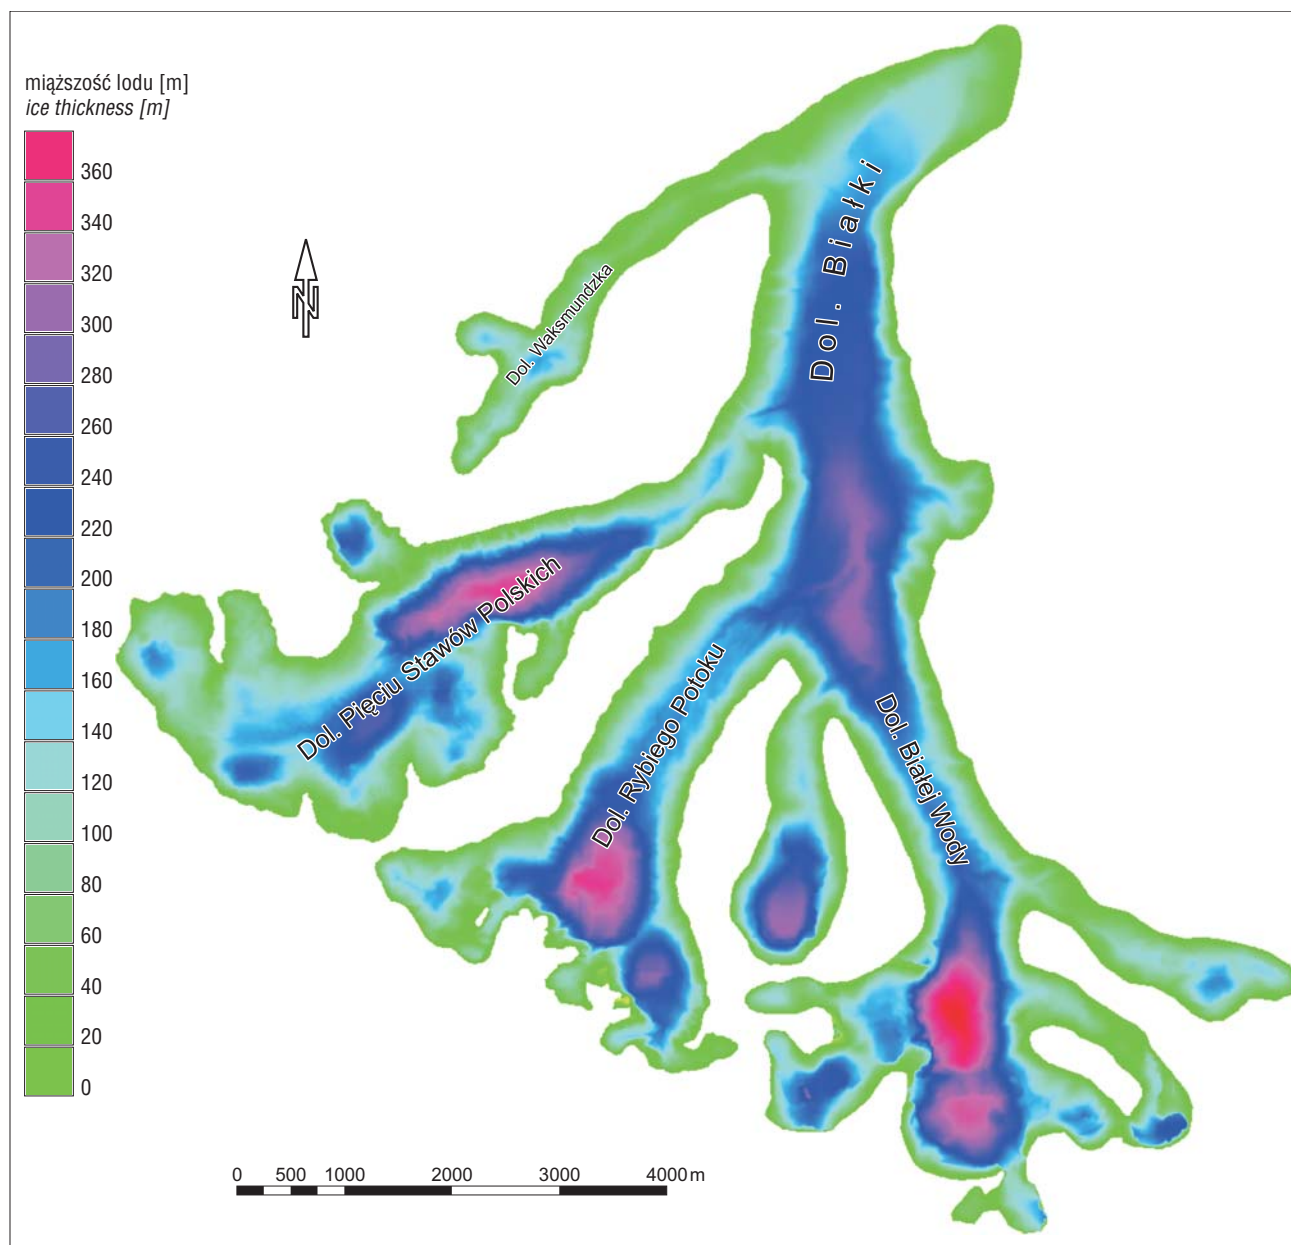 miąższość lodu [m]
ice thickness [m]
360
340
320
300
280
260
240
220
200
180
160
140
120
100
80
60
40
20
0
N
Dol. Białki
Dol. Waksmundzka
Dol. Pięciu Stawów Polskich
Dol. Rybiego Potoku
Dol. Białej Wody
0 500 1000 2000 3000 4000 m